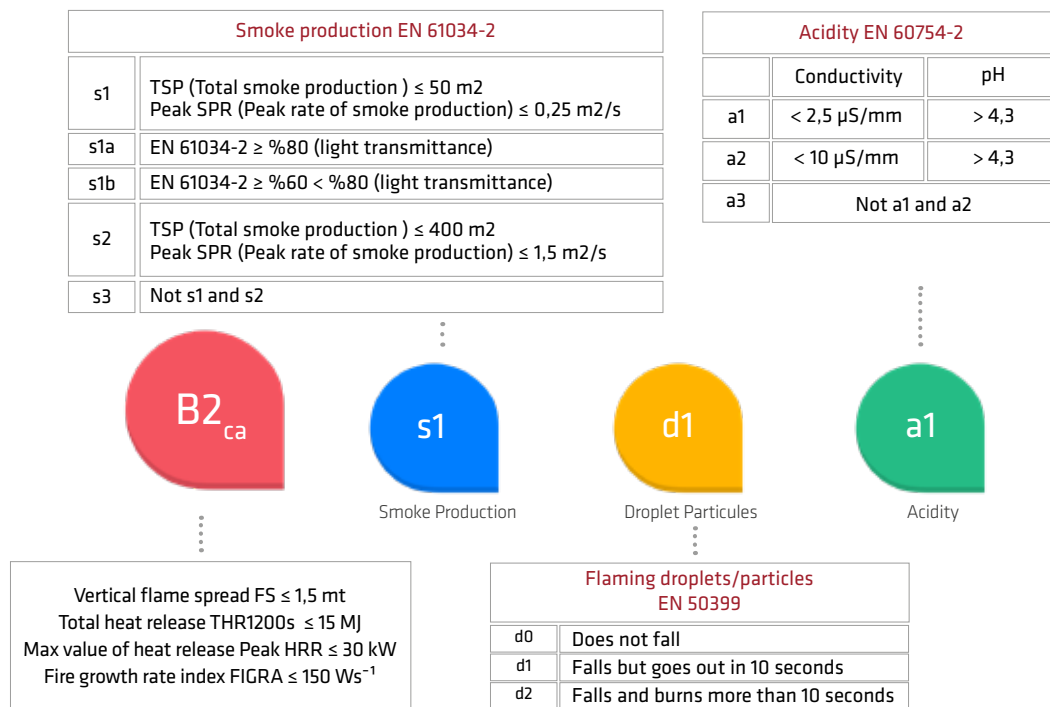 Smoke production EN 61034-2
s1
TSP (Total smoke production ) ≤ 50 m2
Peak SPR (Peak rate of smoke production) ≤ 0,25 m2/s
s1a
EN 61034-2 ≥ %80 (light transmittance)
s1b
EN 61034-2 ≥ %60 < %80 (light transmittance)
s2
TSP (Total smoke production ) ≤ 400 m2
Peak SPR (Peak rate of smoke production) ≤ 1,5 m2/s
s3
Not s1 and s2
Acidity EN 60754-2
Conductivity
pH
a1
< 2,5 µS/mm
> 4,3
a2
< 10 µS/mm
> 4,3
a3
Not a1 and a2
B2ca
s1
d1
a1
Smoke Production
Droplet Particules
Acidity
Vertical flame spread FS ≤ 1,5 mt
Total heat release THR1200s ≤ 15 MJ
Max value of heat release Peak HRR ≤ 30 kW
Fire growth rate index FIGRA ≤ 150 Ws⁻¹
Flaming droplets/particles
EN 50399
d0
Does not fall
d1
Falls but goes out in 10 seconds
d2
Falls and burns more than 10 seconds